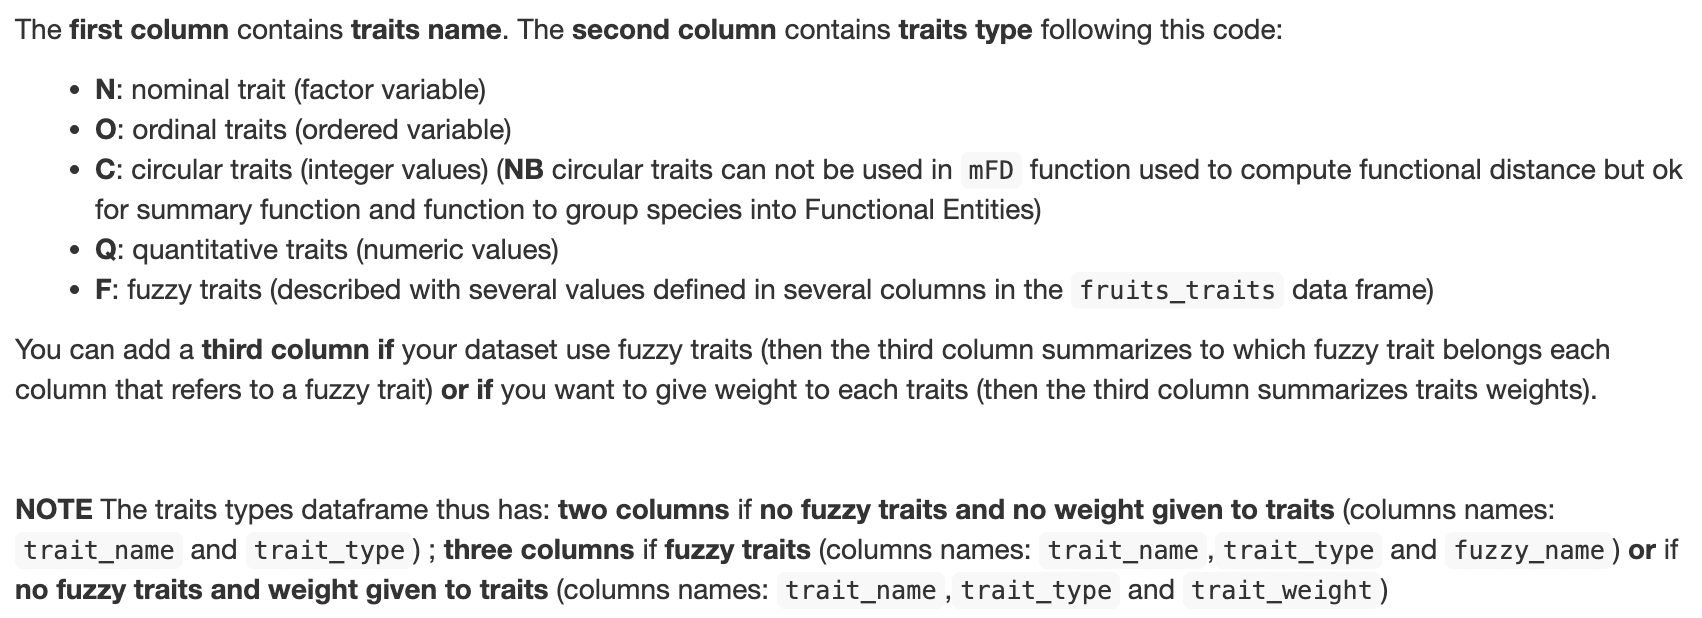 The first column contains traits name. The second column contains traits type following this code:
• N: nominal trait (factor variable)
• O: ordinal traits (ordered variable)
• C: circular traits (integer values) (NB circular traits can not be used in mFD function used to compute functional distance but ok
for summary function and function to group species into Functional Entities)
• Q: quantitative traits (numeric values)
• F: fuzzy traits (described with several values defined in several columns in the fruits_traits data frame)
You can add a third column if your dataset use fuzzy traits (then the third column summarizes to which fuzzy trait belongs each
column that refers to a fuzzy trait) or if you want to give weight to each traits (then the third column summarizes traits weights).
NOTE The traits types dataframe thus has: two columns if no fuzzy traits and no weight given to traits (columns names:
trait_name and trait_type) ; three columns if fuzzy traits (columns names: trait_name, trait_type and fuzzy_name) or if
no fuzzy traits and weight given to traits (columns names: trait_name, trait_type and trait_weight)